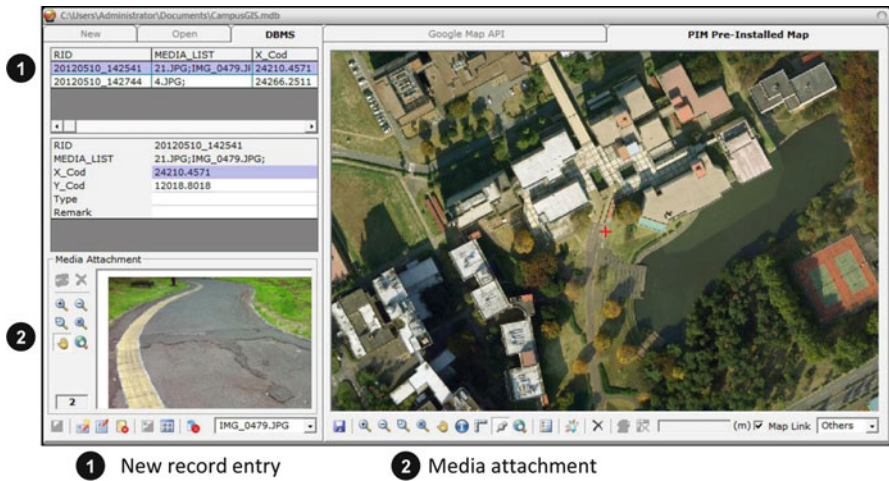 C:\Users\Administrator\Documents\CampusGIS.mdb
New Open DBMS Google Map API PIM Pre-Installed Map
1
RID MEDIA_LIST X_Cod
20120510_142541 21.JPG;IMG_0479.JF 24210.4571
20120510_142744 4.JPG; 24266.2511
RID 20120510_142541
MEDIA_LIST 21.JPG;IMG_0479.JPG;
X_Cod 24210.4571
Y_Cod 12018.8018
Type
Remark
Media Attachment
2
2
IMG_0479.JPG (m) Map Link Others
1 New record entry 2 Media attachment